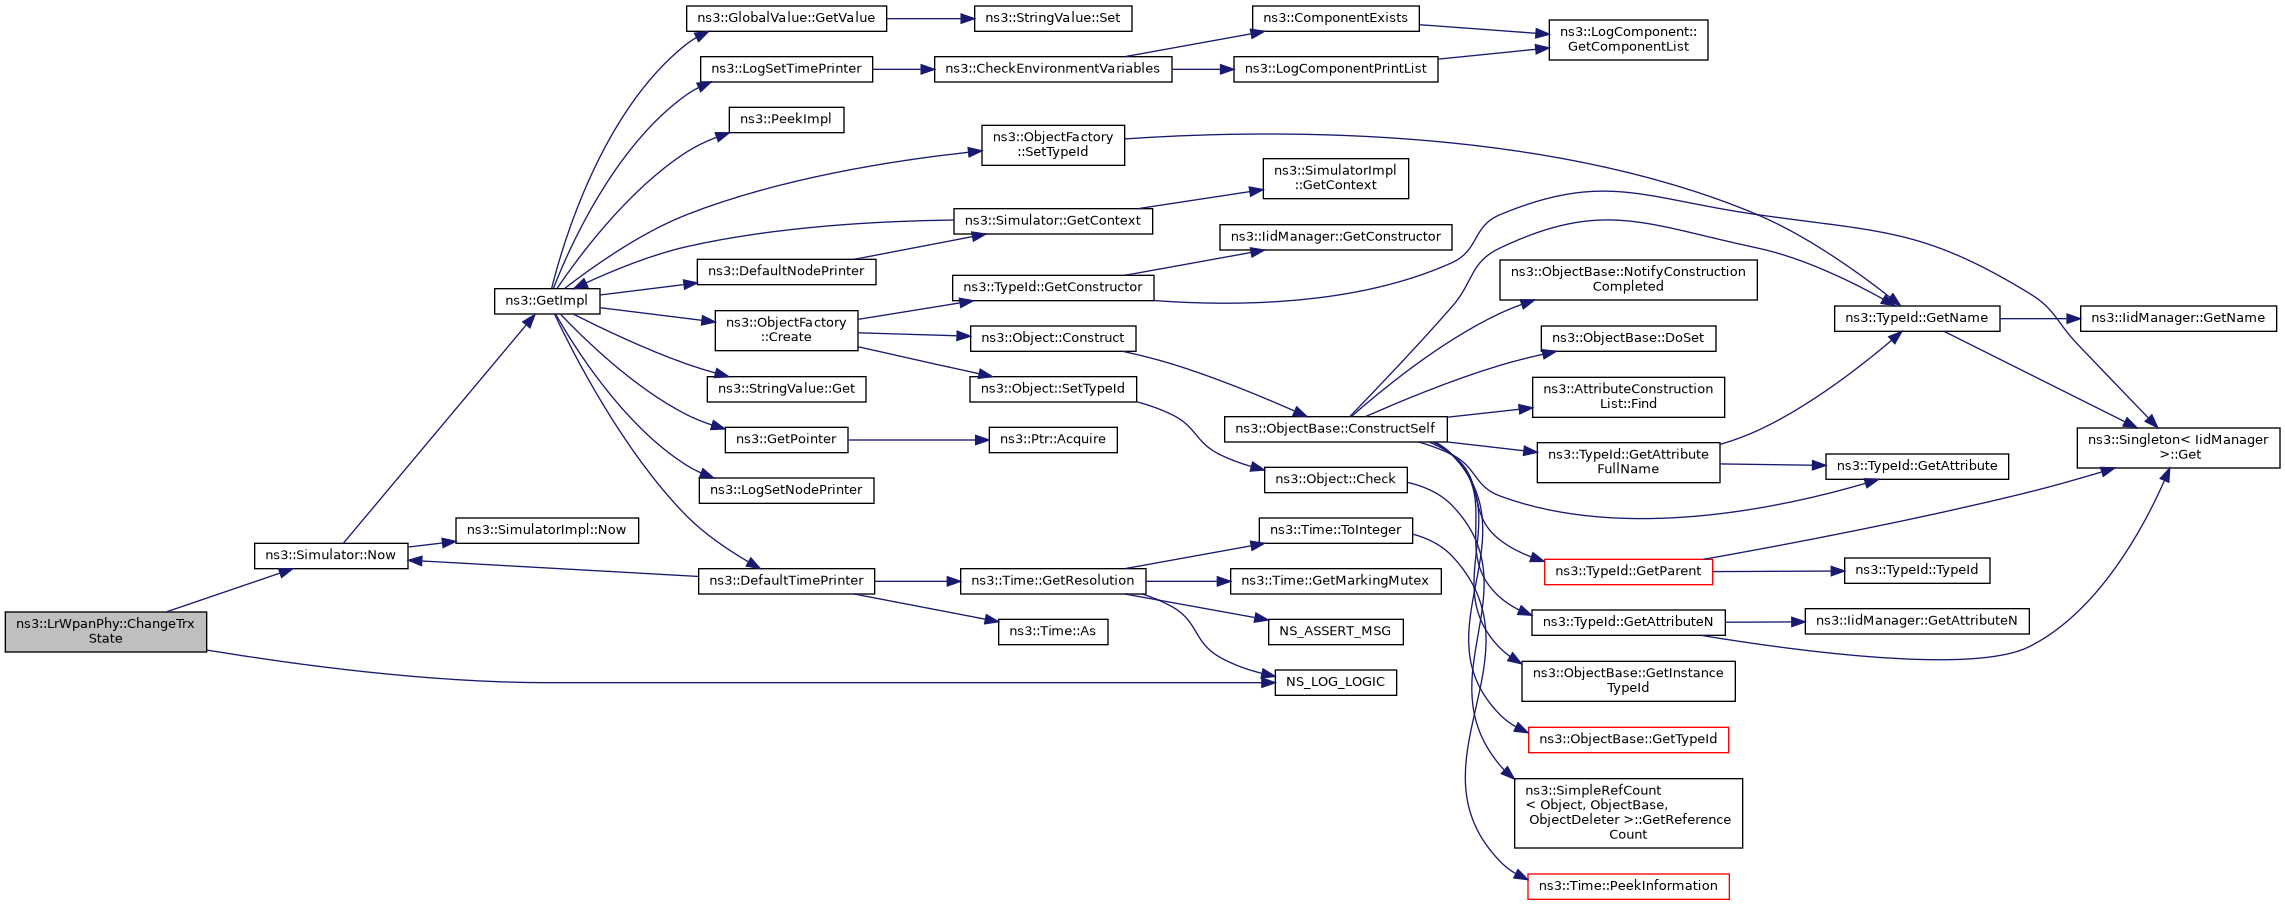 ns3::LrWpanPhy::ChangeTrx
State
ns3::Simulator::Now
ns3::SimulatorImpl::Now
ns3::GetImpl
ns3::GlobalValue::GetValue
ns3::LogSetTimePrinter
ns3::PeekImpl
ns3::DefaultNodePrinter
ns3::ObjectFactory
::Create
ns3::StringValue::Get
ns3::GetPointer
ns3::LogSetNodePrinter
ns3::DefaultTimePrinter
ns3::StringValue::Set
ns3::CheckEnvironmentVariables
ns3::ObjectFactory
::SetTypeId
ns3::Simulator::GetContext
ns3::TypeId::GetConstructor
ns3::Object::Construct
ns3::Object::SetTypeId
ns3::Ptr::Acquire
ns3::Time::GetResolution
ns3::Time::As
ns3::ComponentExists
ns3::LogComponentPrintList
ns3::SimulatorImpl
::GetContext
ns3::IidManager::GetConstructor
ns3::ObjectBase::ConstructSelf
ns3::Object::Check
ns3::Time::ToInteger
ns3::Time::GetMarkingMutex
NS_ASSERT_MSG
NS_LOG_LOGIC
ns3::LogComponent::
GetComponentList
ns3::ObjectBase::NotifyConstruction
Completed
ns3::ObjectBase::DoSet
ns3::AttributeConstruction
List::Find
ns3::TypeId::GetAttribute
FullName
ns3::TypeId::GetParent
ns3::TypeId::GetAttributeN
ns3::ObjectBase::GetInstance
TypeId
ns3::ObjectBase::GetTypeId
ns3::SimpleRefCount
< Object, ObjectBase,
ObjectDeleter >::GetReference
Count
ns3::Time::PeekInformation
ns3::TypeId::GetName
ns3::TypeId::GetAttribute
ns3::TypeId::TypeId
ns3::IidManager::GetAttributeN
ns3::IidManager::GetName
ns3::Singleton< IidManager
>::Get